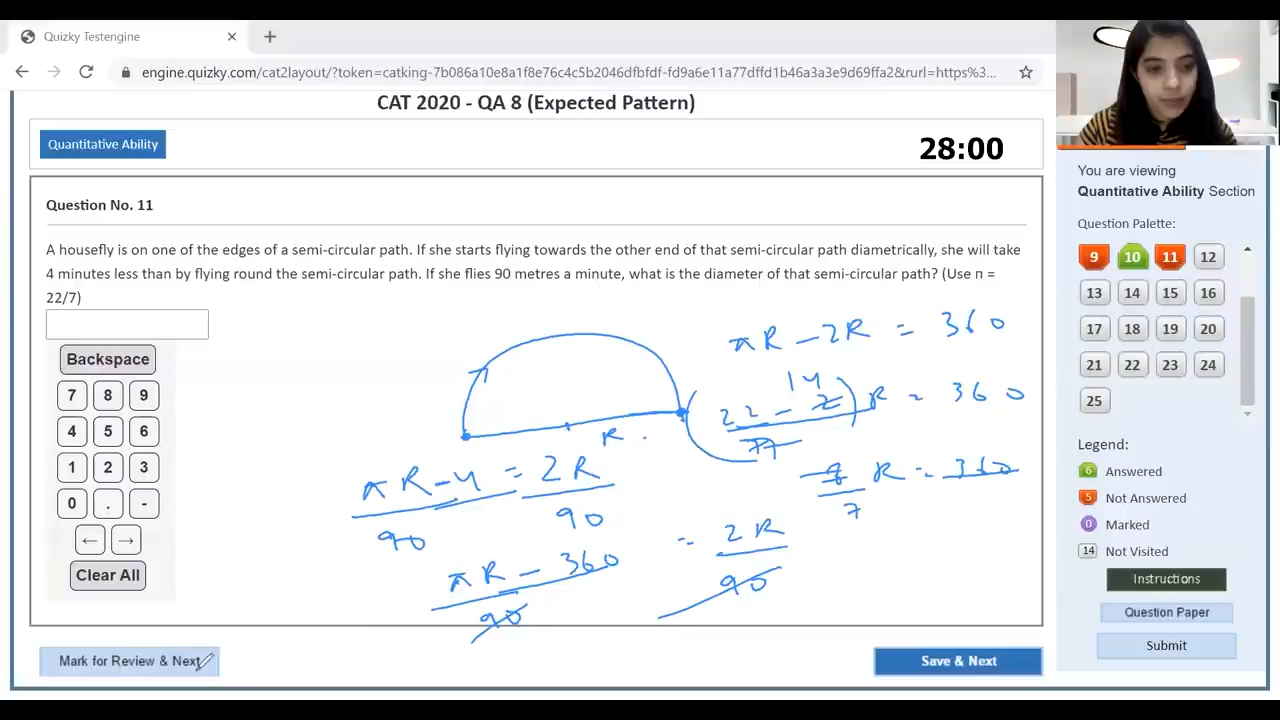 Quizky Testengine
engine.quizky.com/cat2layout/?token=catking-7b086a10e8a1f8e76c4c5b2046dfbfdf-fd9a6e11a77dffd1b46a3a3e9d69ffa2&rurl=https%3...
CAT 2020 - QA 8 (Expected Pattern)
Quantitative Ability
28:00
Question No. 11
A housefly is on one of the edges of a semi-circular path. If she starts flying towards the other end of that semi-circular path diametrically, she will take
4 minutes less than by flying round the semi-circular path. If she flies 90 metres a minute, what is the diameter of that semi-circular path? (Use π =
22/7)
Backspace
7 8 9
4 5 6
1 2 3
0 . -
← →
Clear All
πR - 2R = 360
14
22 - 2) R = 360
R
8 R = 360
7
πR - 4 = 2R
90 90
πR - 360 = 2R
90 90
Mark for Review & Next
Save & Next
You are viewing
Quantitative Ability Section
Question Palette:
9 10 11 12
13 14 15 16
17 18 19 20
21 22 23 24
25
Legend:
6 Answered
5 Not Answered
0 Marked
14 Not Visited
Instructions
Question Paper
Submit